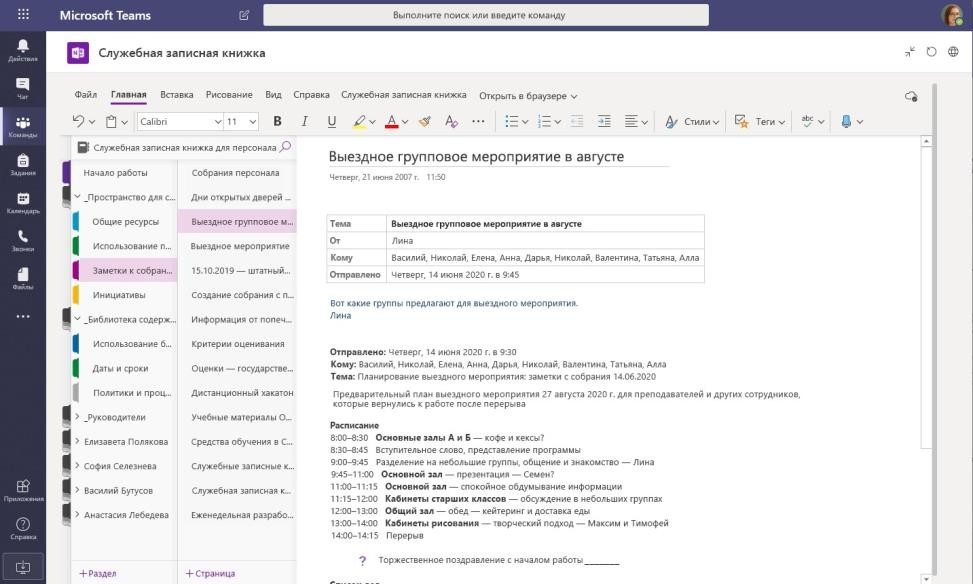 Microsoft Teams
Выполните поиск или введите команду
Действия
Чат
Команды
Задания
Календарь
Звонки
Файлы
Приложения
Справка
Служебная записная книжка
Файл Главная Вставка Рисование Вид Справка Служебная записная книжка Открыть в браузере
Calibri 11 B I U A A Стили Теги abc
Служебная записная книжка для персонала
Начало работы
_Пространство для с...
Общие ресурсы
Использование п...
Заметки к собран...
Инициативы
_Библиотека содерж...
Использование б...
Даты и сроки
Политики и проц...
_Руководители
Елизавета Полякова
София Селезнева
Василий Бутусов
Анастасия Лебедева
+Раздел
Собрания персонала
Дни открытых дверей ...
Выездное групповое м...
Выездное мероприятие
15.10.2019 — штатный...
Создание собрания с п...
Информация от попеч...
Критерии оценивания
Оценки — государстве...
Дистанционный хакатон
Учебные материалы О...
Средства обучения в С...
Служебные записные к...
Служебная записная к...
Еженедельная разрабо...
+Страница
Выездное групповое мероприятие в августе
Четверг, 21 июня 2007 г. 11:50
Тема Выездное групповое мероприятие в августе
От Лина
Кому Василий, Николай, Елена, Анна, Дарья, Николай, Валентина, Татьяна, Алла
Отправлено Четверг, 14 июня 2020 г. в 9:45
Вот какие группы предлагают для выездного мероприятия.
Лина
Отправлено: Четверг, 14 июня 2020 г. в 9:30
Кому: Василий, Николай, Елена, Анна, Дарья, Николай, Валентина, Татьяна, Алла
Тема: Планирование выездного мероприятия: заметки с собрания 14.06.2020
Предварительный план выездного мероприятия 27 августа 2020 г. для преподавателей и других сотрудников,
которые вернулись к работе после перерыва
Расписание
8:00–8:30 Основные залы А и Б — кофе и кексы?
8:30–8:45 Вступительное слово, представление программы
9:00–9:45 Разделение на небольшие группы, общение и знакомство — Лина
9:45–11:00 Основной зал — презентация — Семен?
11:00–11:15 Основной зал — спокойное обдумывание информации
11:15–12:00 Кабинеты старших классов — обсуждение в небольших группах
12:00–13:00 Общий зал — обед — кейтеринг и доставка еды
13:00–14:00 Кабинеты рисования — творческий подход — Максим и Тимофей
14:00–14:15 Перерыв
? Торжественное поздравление с началом работы_______